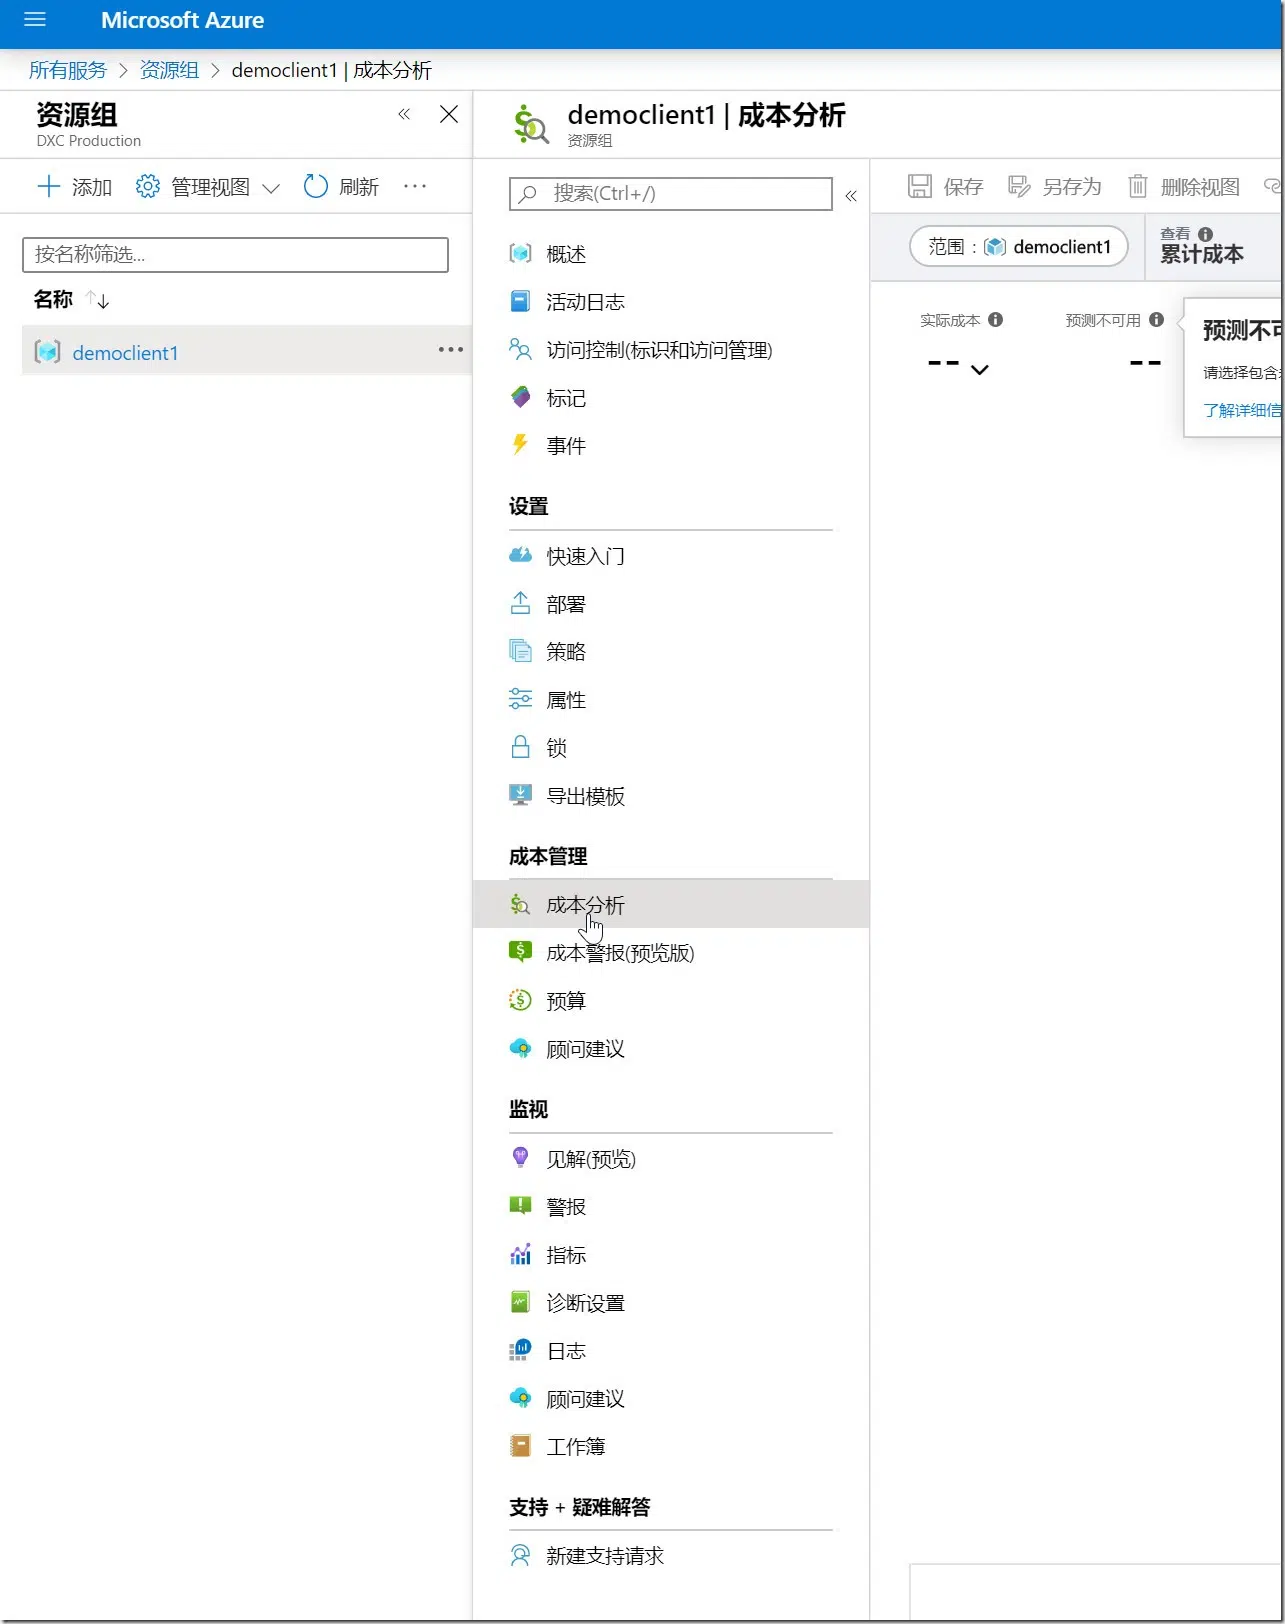 Microsoft Azure
所有服务 > 资源组 > democlient1 | 成本分析
资源组
DXC Production
添加 管理视图 刷新 ...
按名称筛选...
名称
democlient1
democlient1 | 成本分析
资源组
搜索(Ctrl+/)
概述
活动日志
访问控制(标识和访问管理)
标记
事件
设置
快速入门
部署
策略
属性
锁
导出模板
成本管理
成本分析
成本警报(预览版)
预算
顾问建议
监视
见解(预览)
警报
指标
诊断设置
日志
顾问建议
工作簿
支持 + 疑难解答
新建支持请求
保存 另存为 删除视图
范围 : democlient1
查看
累计成本
实际成本
--
预测不可用
--
预测不
请选择包含
了解详细信